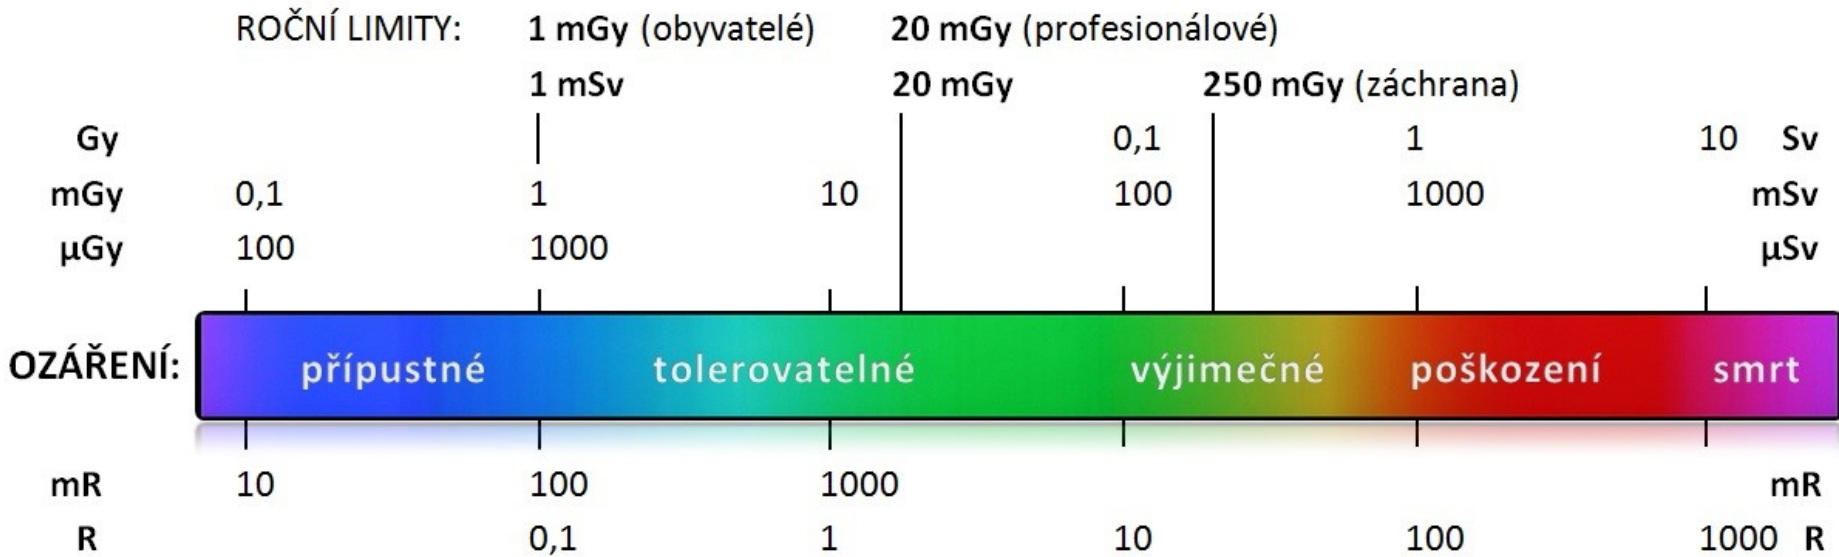 ROČNÍ LIMITY: 1 mGy (obyvatelé) 20 mGy (profesionálové)
1 mSv 20 mGy 250 mGy (záchrana)
Gy 0,1 1 10 Sv
mGy 0,1 1 10 100 1000 mSv
µGy 100 1000 µSv
OZÁŘENÍ: přípustné tolerovatelné výjimečné poškození smrt
mR 10 100 1000 mR
R 0,1 1 10 100 1000 R